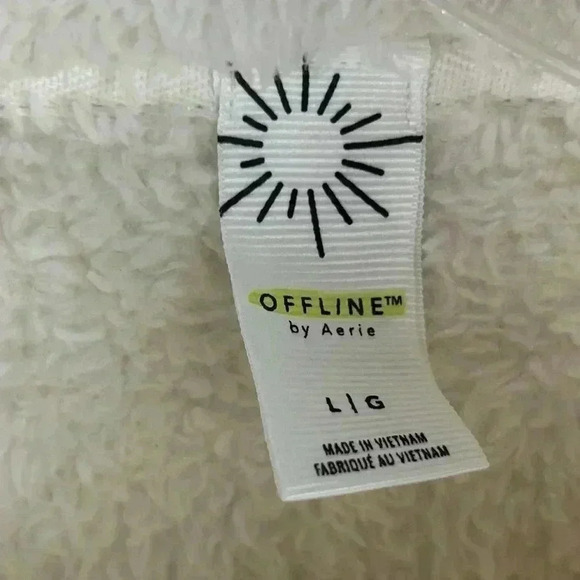 OFFLINE™
by Aerie
L|G
MADE IN VIETNAM
FABRIQUÉ AU VIETNAM